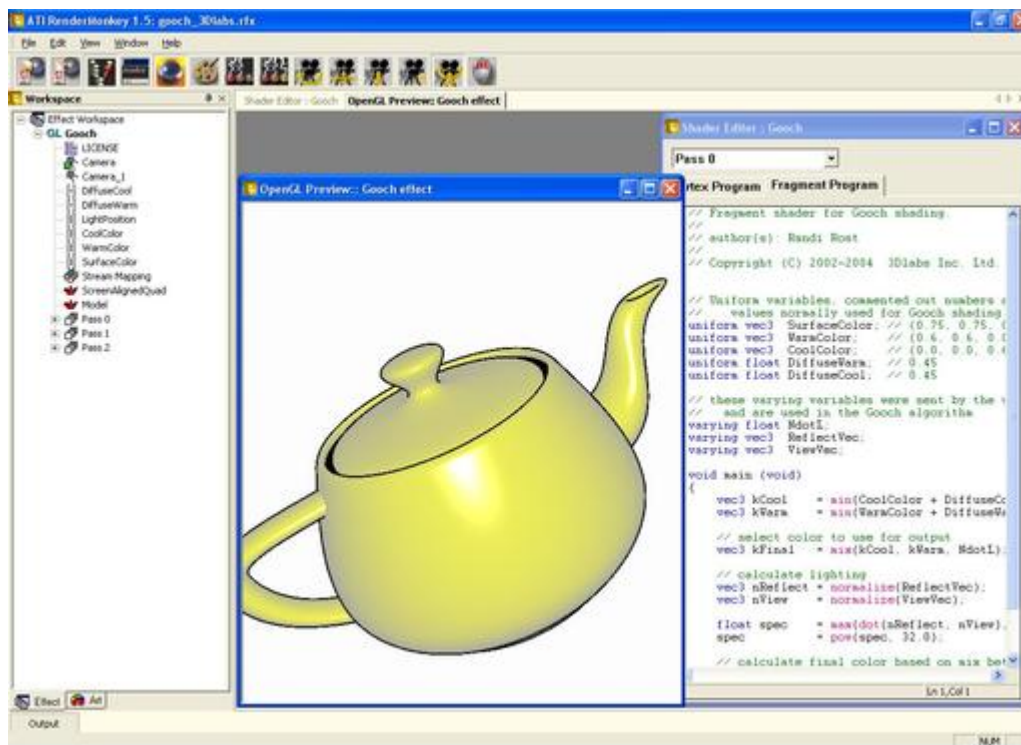 ATI RenderMonkey 1.5: gooch_3Dlabs.rfx
File Edit View Window Help
Workspace
Shader Editor : Gooch OpenGL Preview:: Gooch effect
Effect Workspace
GL Gooch
LICENSE
Camera
Camera_1
DiffuseCool
DiffuseWarm
LightPosition
CoolColor
WarmColor
SurfaceColor
Stream Mapping
ScreenAlignedQuad
Model
Pass 0
Pass 1
Pass 2
Effect Art
Output
OpenGL Preview:: Gooch effect
Shader Editor : Gooch
Pass 0
rtex Program Fragment Program
// Fragment shader for Gooch shading.
//
// author(s): Randi Rost
//
// Copyright (C) 2002-2004 3Dlabs Inc. Ltd.
// Uniform variables, commented out numbers
// values normally used for Gooch shading
uniform vec3 SurfaceColor; // (0.75, 0.75,
uniform vec3 WarmColor; // (0.6, 0.6,
uniform vec3 CoolColor; // (0.0, 0.0,
uniform float DiffuseWarm; // 0.45
uniform float DiffuseCool; // 0.45
// these varying variables were sent by the
// and are used in the Gooch algorithm
varying float NdotL;
varying vec3 ReflectVec;
varying vec3 ViewVec;
void main (void)
{
vec3 kCool = min(CoolColor + DiffuseCo
vec3 kWarm = min(WarmColor + DiffuseWa
// select color to use for output
vec3 kFinal = mix(kCool, kWarm, NdotL);
// calculate lighting
vec3 nReflect = normalize(ReflectVec);
vec3 nView = normalize(ViewVec);
float spec = max(dot(nReflect, nView),
spec = pow(spec, 32.0);
// calculate final color based on mix bet
Ln 1,Col 1
NUM